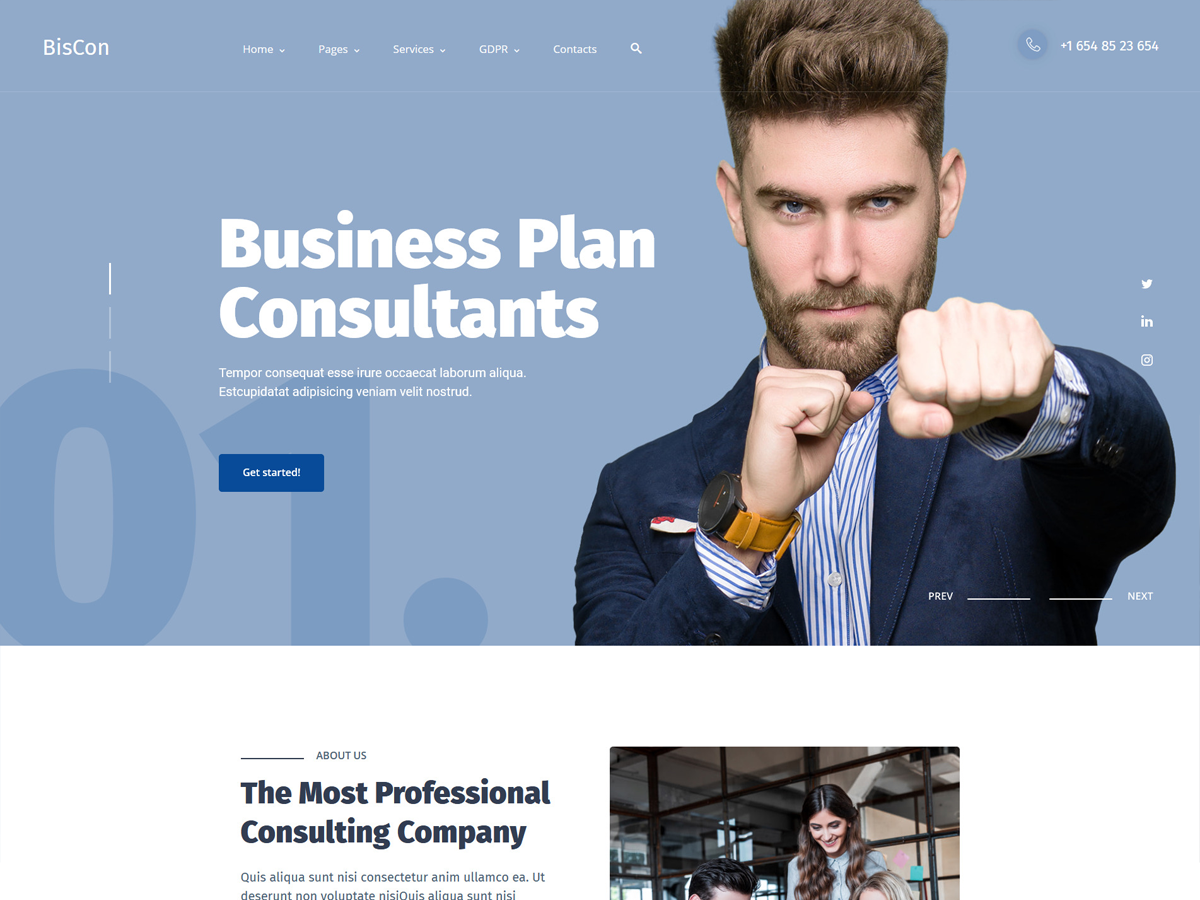 BisCon
Home
Pages
Services
GDPR
Contacts
+1 654 85 23 654
Business Plan
Consultants
Tempor consequat esse irure occaecat laborum aliqua.
Estcupidatat adipisicing veniam velit nostrud.
Get started!
01.
PREV
NEXT
ABOUT US
The Most Professional
Consulting Company
Quis aliqua sunt nisi consectetur anim ullamco ea. Ut
deserunt non voluptate nisiQuis aliqua sunt nisi